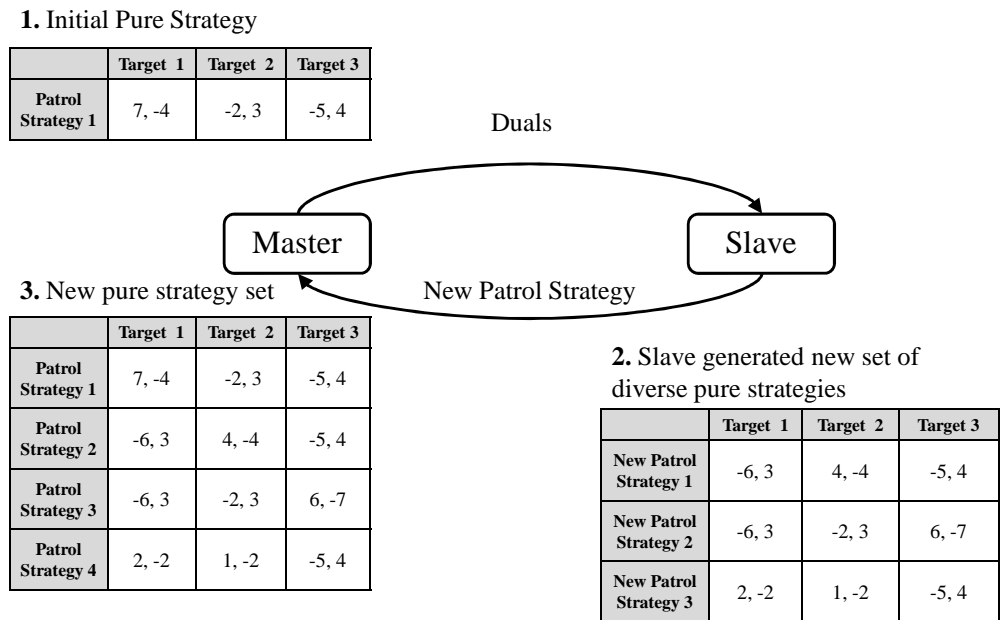 1. Initial Pure Strategy
Target 1 Target 2 Target 3
Patrol Strategy 1 7, -4 -2, 3 -5, 4
Duals
Master
Slave
New Patrol Strategy
3. New pure strategy set
Target 1 Target 2 Target 3
Patrol Strategy 1 7, -4 -2, 3 -5, 4
Patrol Strategy 2 -6, 3 4, -4 -5, 4
Patrol Strategy 3 -6, 3 -2, 3 6, -7
Patrol Strategy 4 2, -2 1, -2 -5, 4
2. Slave generated new set of
diverse pure strategies
Target 1 Target 2 Target 3
New Patrol Strategy 1 -6, 3 4, -4 -5, 4
New Patrol Strategy 2 -6, 3 -2, 3 6, -7
New Patrol Strategy 3 2, -2 1, -2 -5, 4